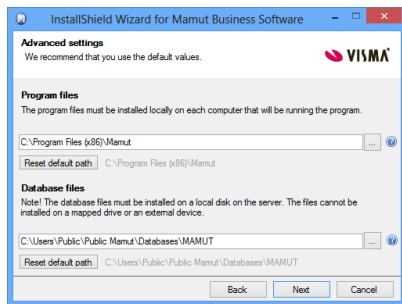 InstallShield Wizard for Mamut Business Software
Advanced settings
We recommend that you use the default values.
VISMA
Program files
The program files must be installed locally on each computer that will be running the program.
C:\Program Files (x86)\Mamut
...
Reset default path C:\Program Files (x86)\Mamut
Database files
Note! The database files must be installed on a local disk on the server. The files cannot be
installed on a mapped drive or an external device.
C:\Users\Public\Public Mamut\Databases\MAMUT
...
Reset default path C:\Users\Public\Public Mamut\Databases\MAMUT
Back Next Cancel